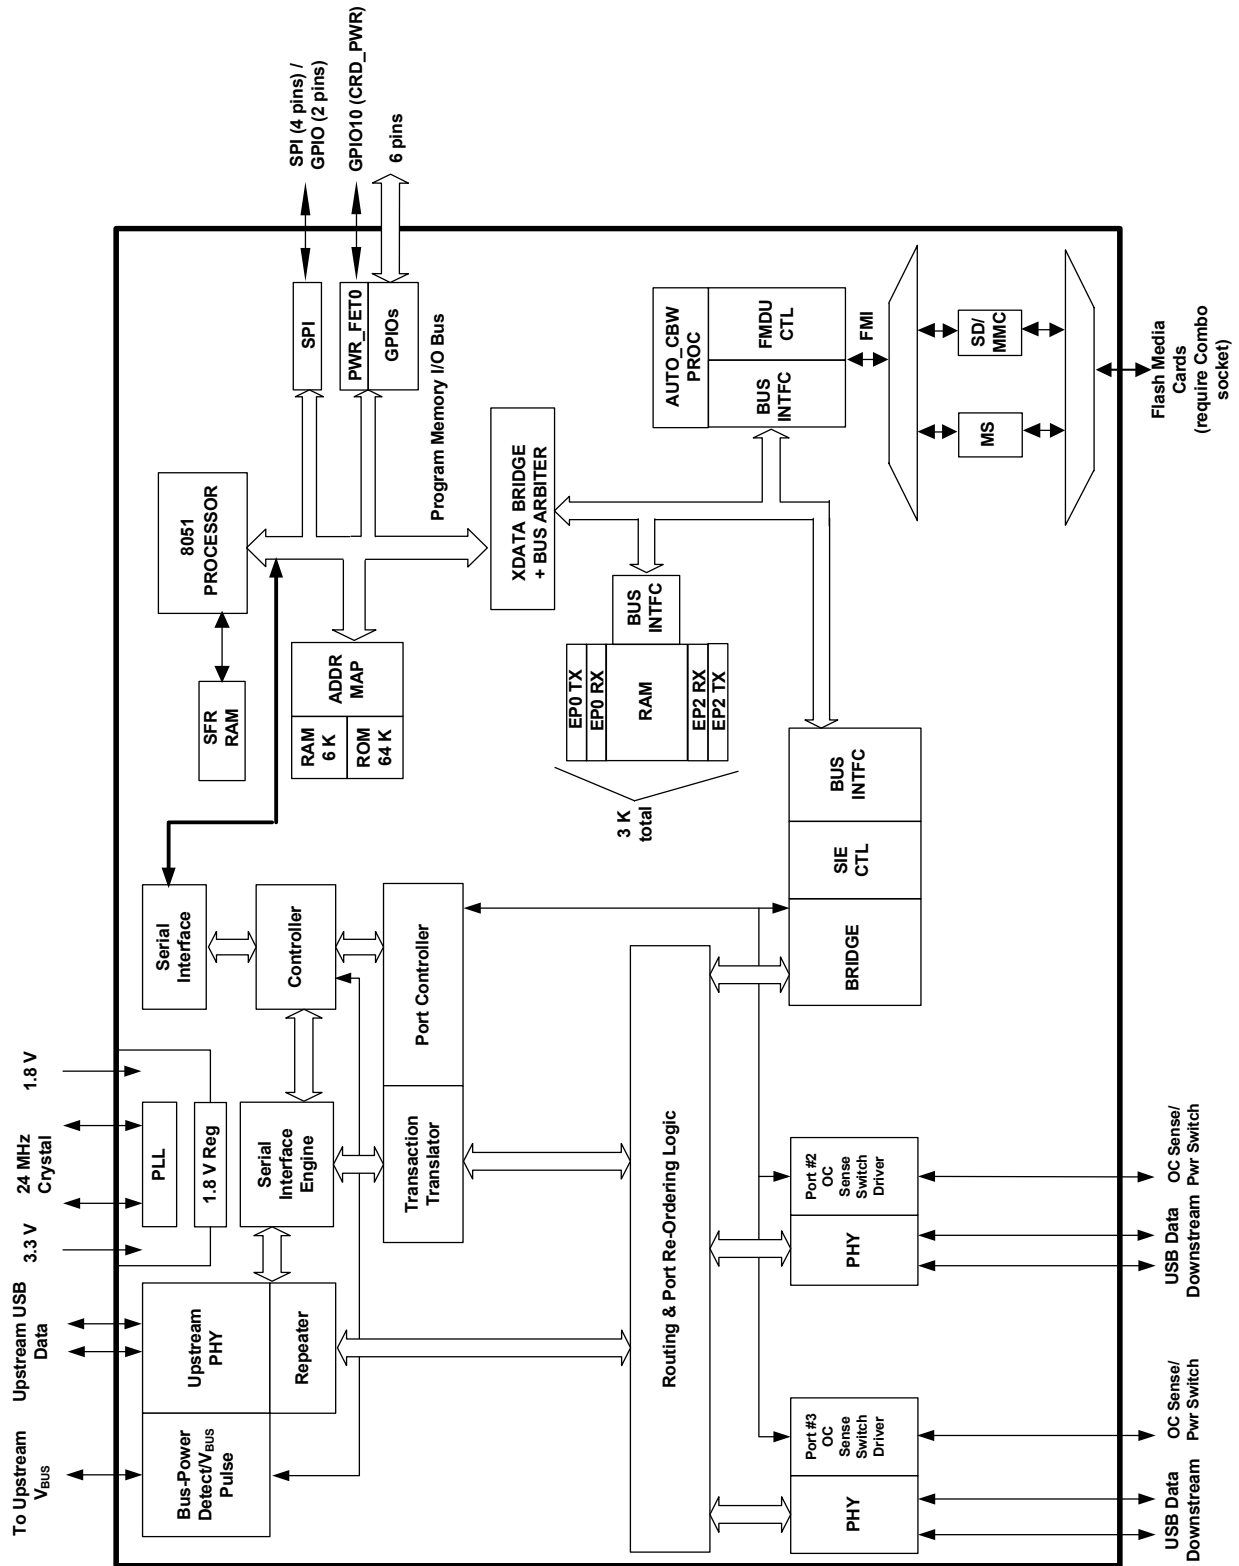 To Upstream
VBUS
Upstream USB
Data
3.3 V
24 MHz
Crystal
1.8 V
Bus-Power
Detect/VBUS
Pulse
Upstream
PHY
Repeater
PLL
1.8 V Reg
Serial
Interface
Engine
Serial
Interface
Controller
Transaction
Translator
Port Controller
SFR
RAM
8051
PROCESSOR
RAM
6 K
ROM
64 K
ADDR
MAP
SPI
PWR_FET0
GPIOs
SPI (4 pins) /
GPIO (2 pins)
GPIO10 (CRD_PWR)
6 pins
Program Memory I/O Bus
XDATA BRIDGE
+ BUS ARBITER
3 K
total
EP0 TX
EP0 RX
RAM
EP2 RX
EP2 TX
BUS
INTFC
AUTO_CBW
PROC
BUS
INTFC
FMDU
CTL
FMI
Routing & Port Re-Ordering Logic
BRIDGE
SIE
CTL
BUS
INTFC
MS
SD/
MMC
PHY
Port #3
OC
Sense
Switch
Driver
PHY
Port #2
OC
Sense
Switch
Driver
USB Data
Downstream
OC Sense/
Pwr Switch
USB Data
Downstream
OC Sense/
Pwr Switch
Flash Media
Cards
(require Combo
socket)